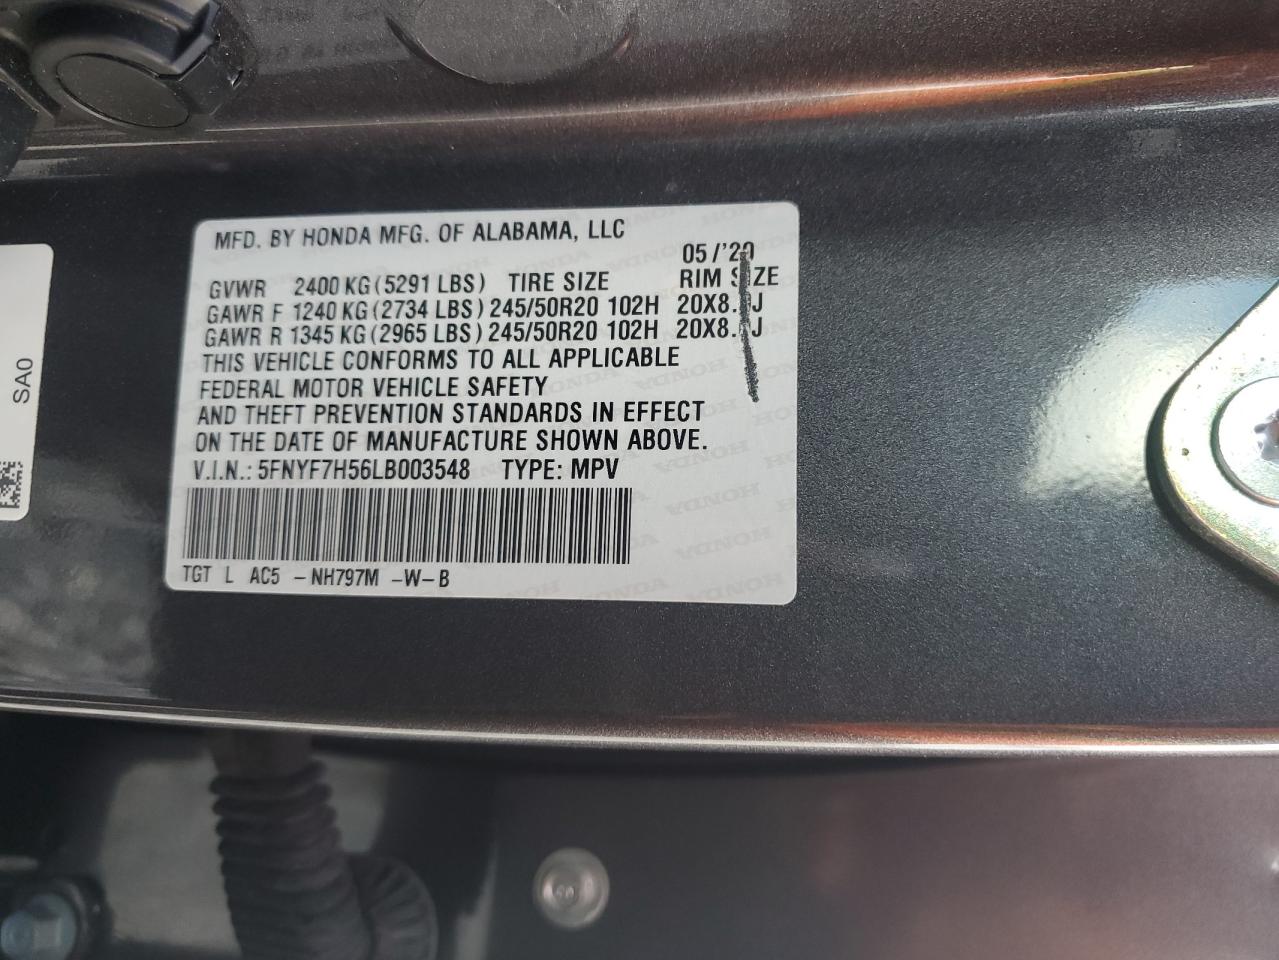 MFD. BY HONDA MFG. OF ALABAMA, LLC
05/'20
GVWR 2400 KG (5291 LBS) TIRE SIZE RIM SIZE
GAWR F 1240 KG (2734 LBS) 245/50R20 102H 20X8.
GAWR R 1345 KG (2965 LBS) 245/50R20 102H 20X8.
THIS VEHICLE CONFORMS TO ALL APPLICABLE
FEDERAL MOTOR VEHICLE SAFETY
AND THEFT PREVENTION STANDARDS IN EFFECT
ON THE DATE OF MANUFACTURE SHOWN ABOVE.
V.I.N.: 5FNYF7H56LB003548 TYPE: MPV
TGT L AC5 -NH797M -W-B
SA0